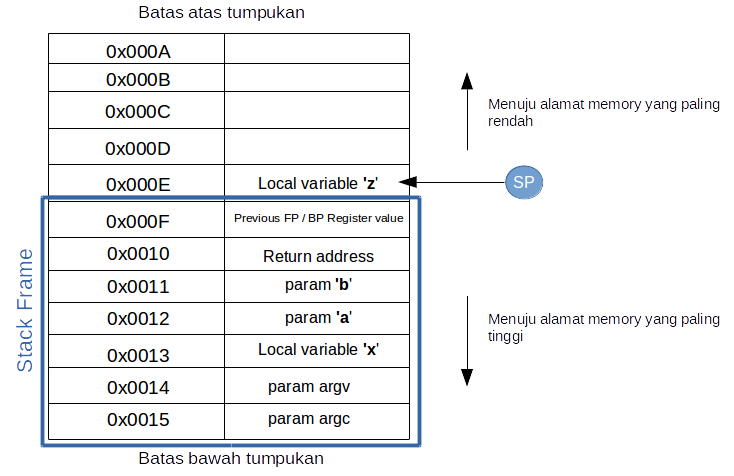 Batas atas tumpukan
0x000A
0x000B
0x000C
0x000D
0x000E Local variable 'z'
0x000F Previous FP / BP Register value
0x0010 Return address
0x0011 param 'b'
0x0012 param 'a'
0x0013 Local variable 'x'
0x0014 param argv
0x0015 param argc
Batas bawah tumpukan
Stack Frame
Menuju alamat memory yang paling
rendah
SP
Menuju alamat memory yang paling
tinggi